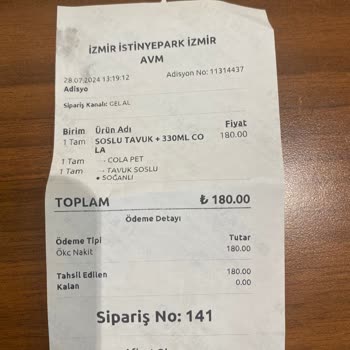 İZMİR İSTİNYEPARK İZMİR
AVM
28.07.2024 13:19:12 Adisyon No: 11314437
Adisyo
Sipariş Kanalı: GEL AL
Birim Ürün Adı Fiyat
1 Tam SOSLU TAVUK + 330ML CO 180.00
LA
1 Tam → COLA PET
1 Tam → TAVUK SOSLU
• SOĞANLI
TOPLAM ₺ 180.00
Ödeme Detayı
Ödeme Tipi Tutar
Ökc Nakit 180.00
Tahsil Edilen 180.00
Kalan 0.00
Sipariş No: 141